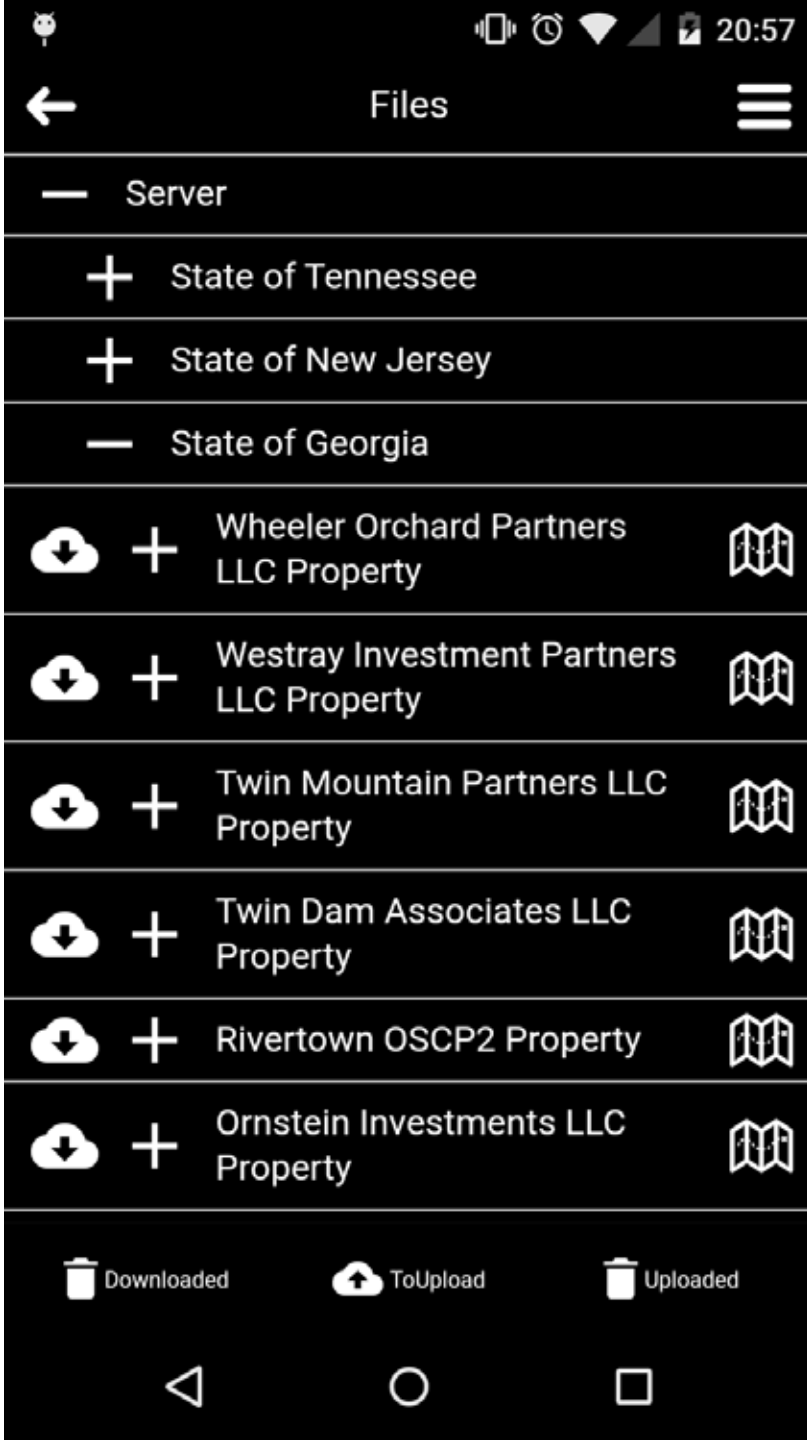 20:57
Files
Server
State of Tennessee
State of New Jersey
State of Georgia
Wheeler Orchard Partners
LLC Property
Westray Investment Partners
LLC Property
Twin Mountain Partners LLC
Property
Twin Dam Associates LLC
Property
Rivertown OSCP2 Property
Ornstein Investments LLC
Property
Downloaded
ToUpload
Uploaded